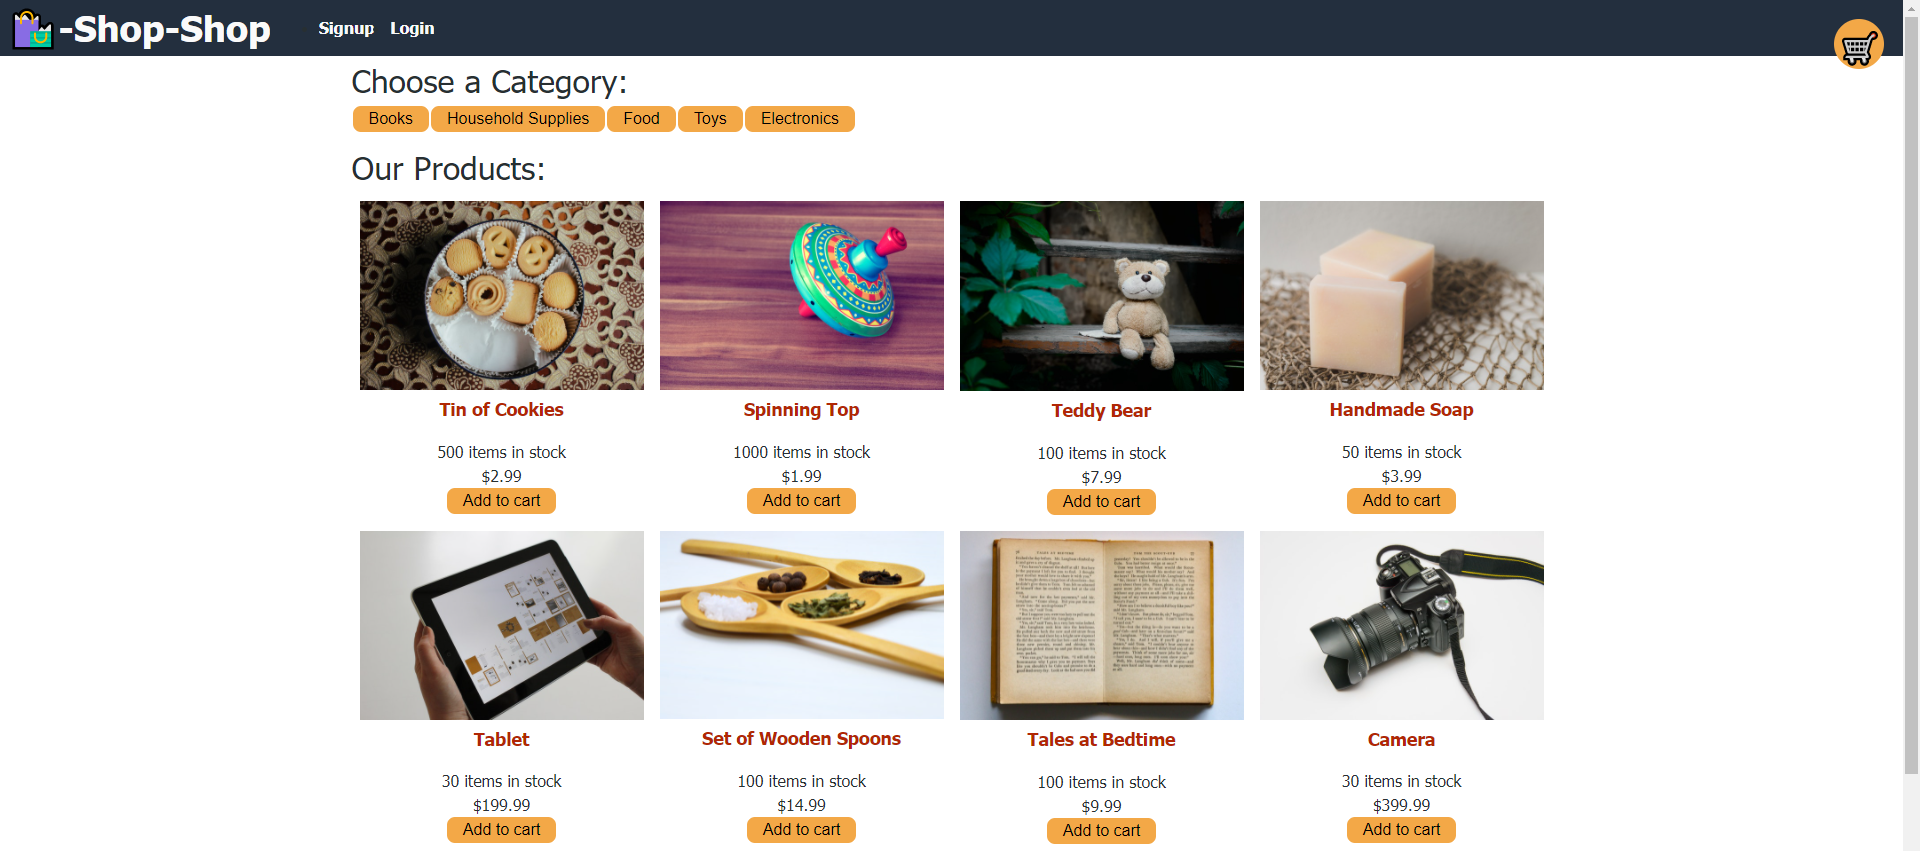 -Shop-Shop
Signup Login
Choose a Category:
Books Household Supplies Food Toys Electronics
Our Products:
Tin of Cookies
500 items in stock
$2.99
Add to cart
Spinning Top
1000 items in stock
$1.99
Add to cart
Teddy Bear
100 items in stock
$7.99
Add to cart
Handmade Soap
50 items in stock
$3.99
Add to cart
Tablet
30 items in stock
$199.99
Add to cart
Set of Wooden Spoons
100 items in stock
$14.99
Add to cart
Tales at Bedtime
100 items in stock
$9.99
Add to cart
Camera
30 items in stock
$399.99
Add to cart